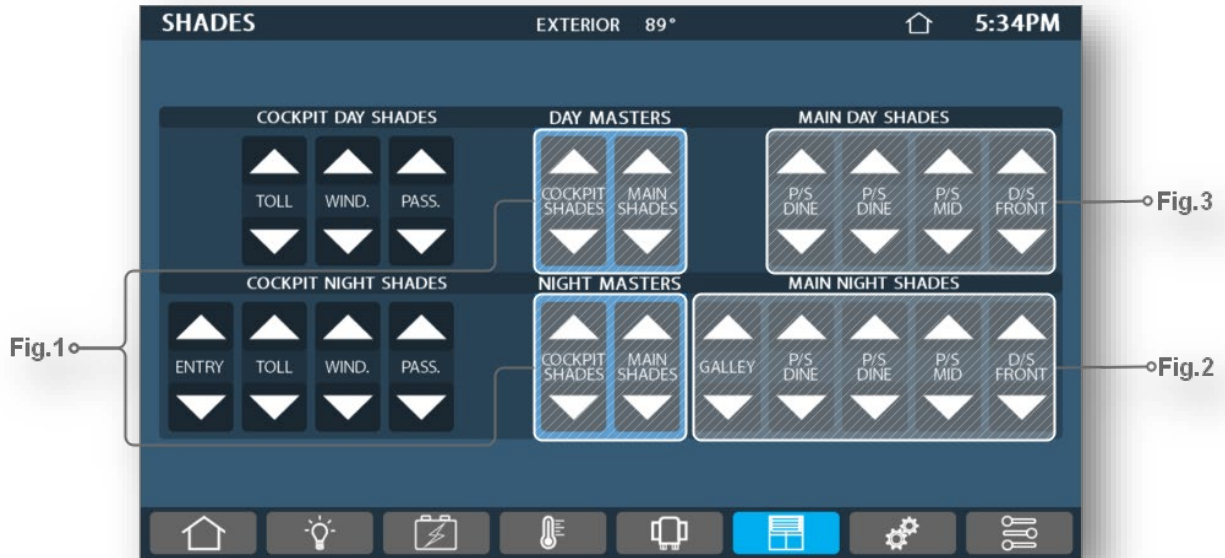 SHADES EXTERIOR 89° 5:34PM
COCKPIT DAY SHADES DAY MASTERS MAIN DAY SHADES
TOLL WIND. PASS. COCKPIT SHADES MAIN SHADES P/S DINE P/S DINE P/S MID D/S FRONT
Fig.3
COCKPIT NIGHT SHADES NIGHT MASTERS MAIN NIGHT SHADES
Fig.1
ENTRY TOLL WIND. PASS. COCKPIT SHADES MAIN SHADES GALLEY P/S DINE P/S DINE P/S MID D/S FRONT
Fig.2